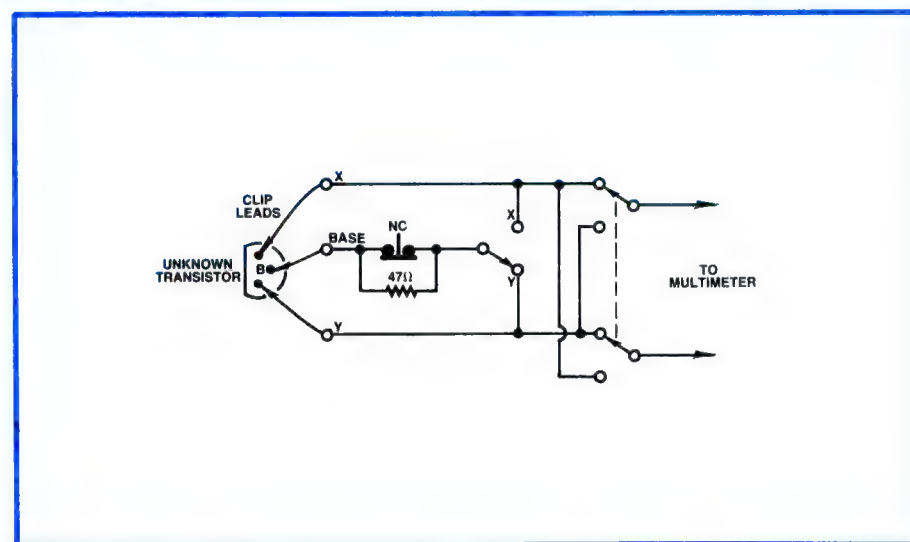 X
CLIP
LEADS
NC
X
BASE
UNKNOWN
TRANSISTOR
B
47Ω
Y
TO
MULTIMETER
Y